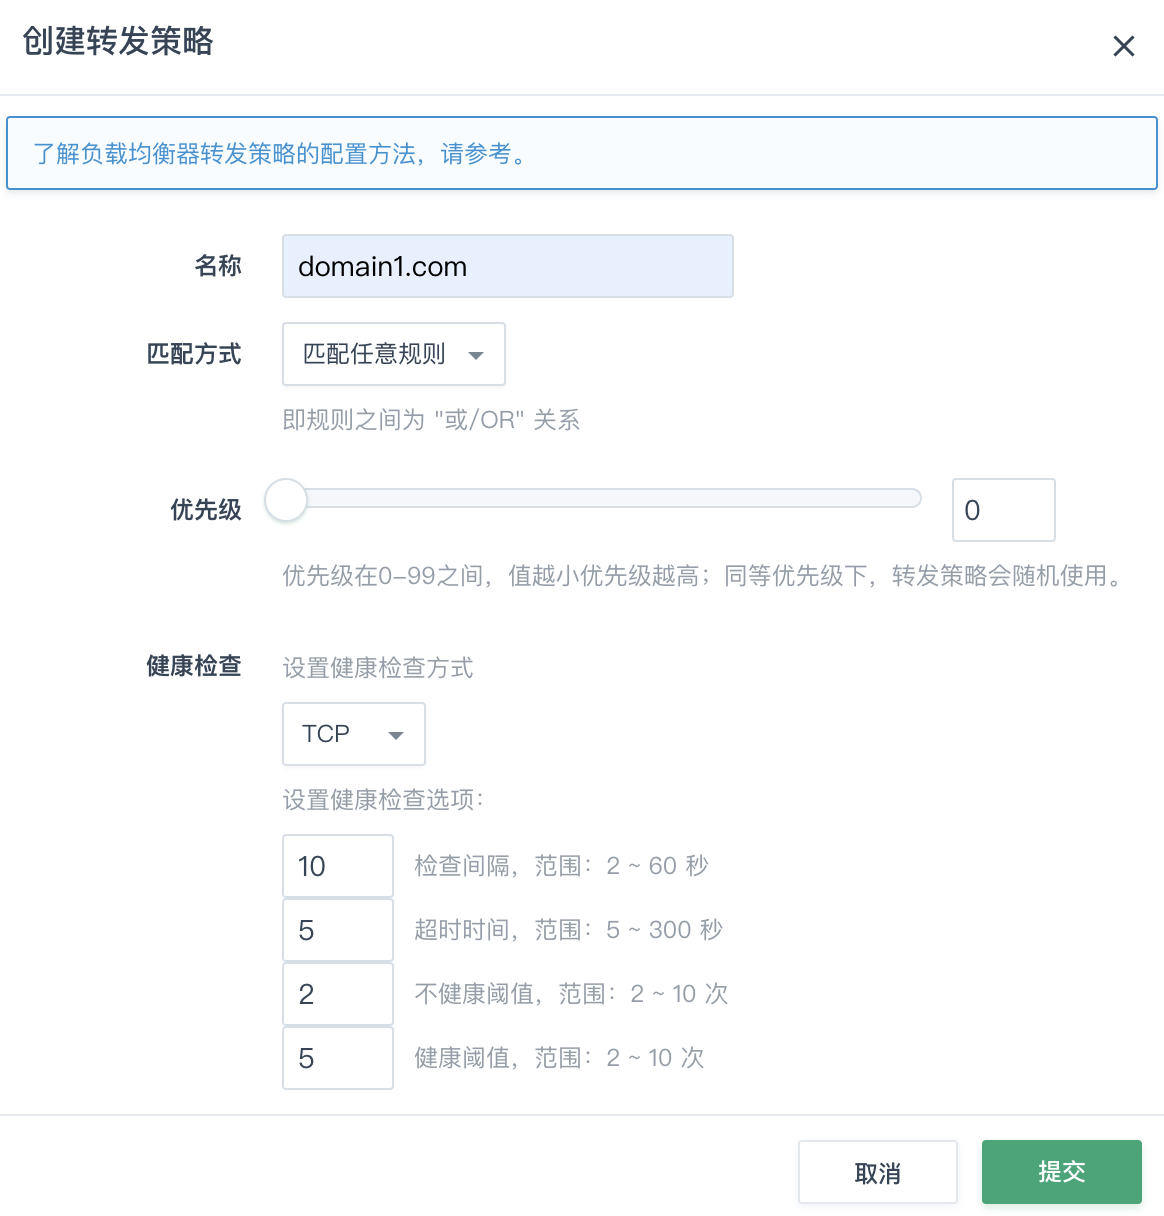 创建转发策略
了解负载均衡器转发策略的配置方法，请参考。
名称 domain1.com
匹配方式 匹配任意规则
即规则之间为 "或/OR" 关系
优先级 0
优先级在0-99之间，值越小优先级越高；同等优先级下，转发策略会随机使用。
健康检查 设置健康检查方式
TCP
设置健康检查选项：
10 检查间隔，范围：2 ~ 60 秒
5 超时时间，范围：5 ~ 300 秒
2 不健康阈值，范围：2 ~ 10 次
5 健康阈值，范围：2 ~ 10 次
取消 提交